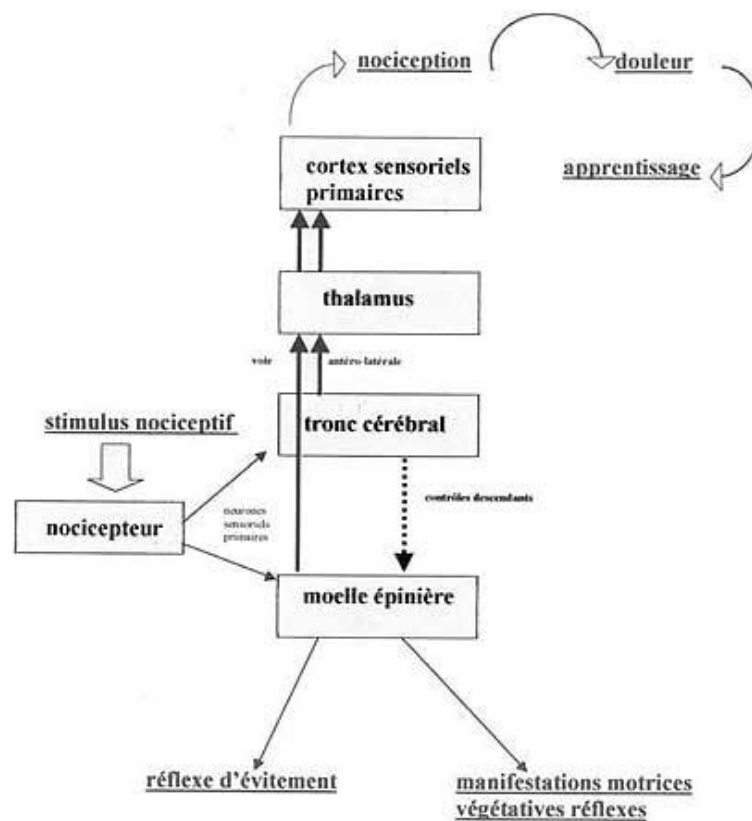 nociception
douleur
cortex sensoriels
primaires
apprentissage
thalamus
voir
antéro-latérale
stimulus nociceptif
tronc cérébral
contrôles descendants
nocicepteur
neurones
sensoriels
primaires
moelle épinière
réflexe d'évitement
manifestations motrices
végétatives réflexes